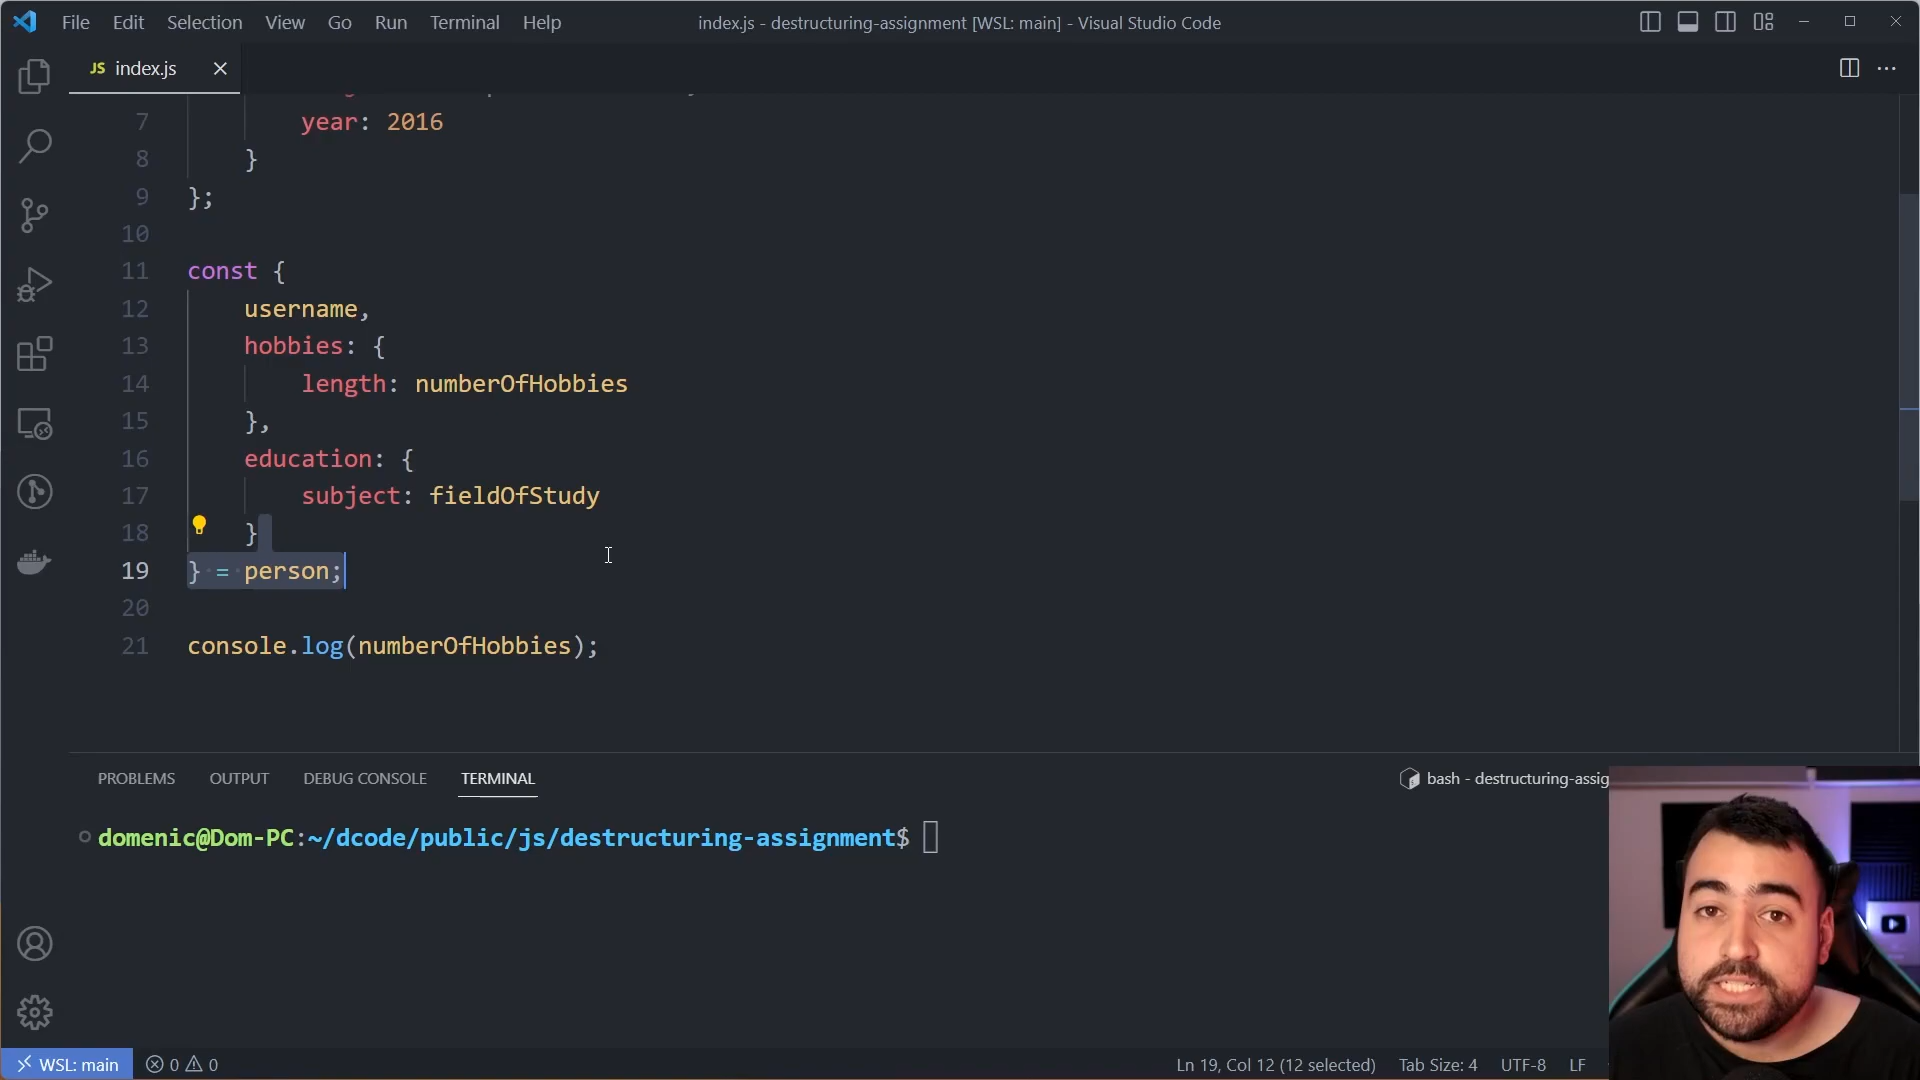 File Edit Selection View Go Run Terminal Help
index.js - destructuring-assignment [WSL: main] - Visual Studio Code
JS index.js
7 year: 2016
8 }
9 };
10
11 const {
12 username,
13 hobbies: {
14 length: numberOfHobbies
15 },
16 education: {
17 subject: fieldOfStudy
18 }
19 } = person;
20
21 console.log(numberOfHobbies);
PROBLEMS OUTPUT DEBUG CONSOLE TERMINAL
bash - destructuring-assig
domenic@Dom-PC:~/dcode/public/js/destructuring-assignment$
WSL: main 0 0 Ln 19, Col 12 (12 selected) Tab Size: 4 UTF-8 LF